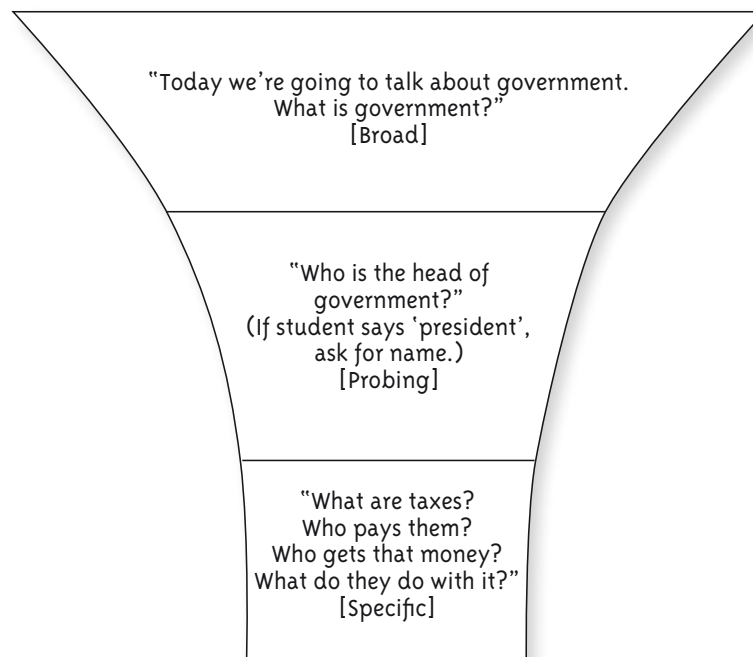 “Today we’re going to talk about government.
What is government?”
[Broad]
“Who is the head of
government?”
(If student says ‘president’,
ask for name.)
[Probing]
“What are taxes?
Who pays them?
Who gets that money?
What do they do with it?”
[Specific]